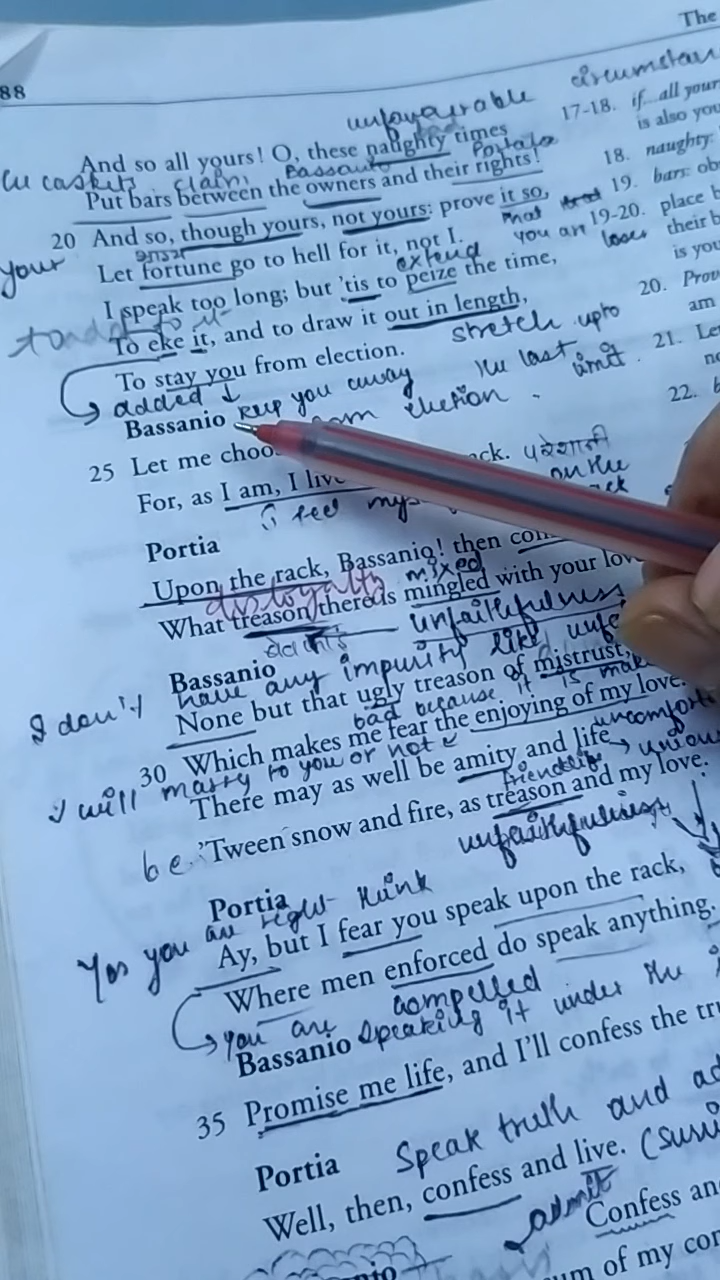 The
88
unfavourable circumstan
And so all yours! O, these naughty times
17-18. if...all your
is also you
claim Bassanio Portia
Put bars between the owners and their rights!
18. naughty:
20 And so, though yours, not yours: prove it so,
19. bars: ob
your
Let fortune go to hell for it, not I.
you are loser
19-20. place b
their b
is you
extend
I speak too long; but 'tis to peize the time,
20. Prov
am
To eke it, and to draw it out in length,
stretch upto
21. Le
To stay you from election.
the last limit.
added
keep you away
election.
22.
Bassanio
25 Let me choo ck. परेशानी
For, as I am, I live
on the
Portia
Upon the rack, Bassanio! then con
disloyalty mixed
What treason there is mingled with your lov
unfaithfulness
Bassanio
I don't have any impurity like unfa
None but that ugly treason of mistrust,
bad because it is
30 Which makes me fear the enjoying of my love.
I will marry to you or not
There may as well be amity and life
friendship
be 'Tween snow and fire, as treason and my love.
unfaithfulness
Portia
Yes you are right think
Ay, but I fear you speak upon the rack,
Where men enforced do speak anything.
compelled
you are speaking it under the
Bassanio
35 Promise me life, and I'll confess the tru
Speak truth and ad
Portia
Well, then, confess and live.
admit
Confess an
um of my con